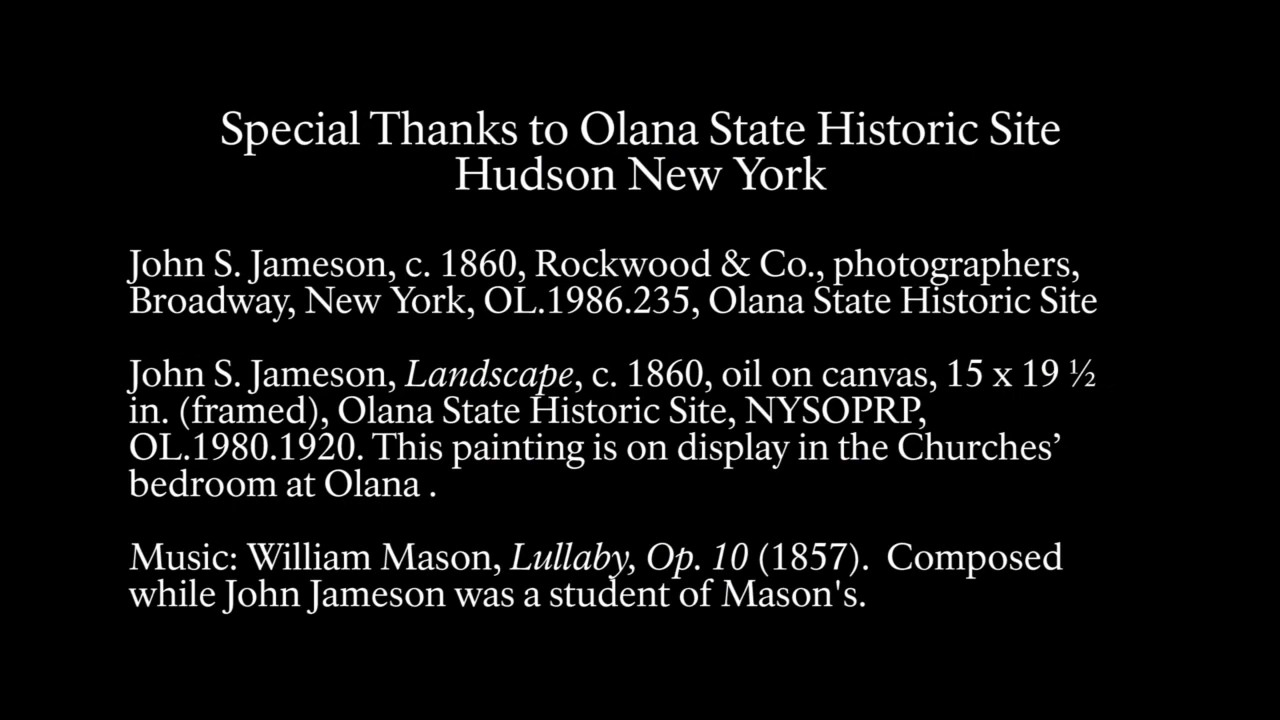 Special Thanks to Olana State Historic Site
Hudson New York
John S. Jameson, c. 1860, Rockwood & Co., photographers,
Broadway, New York, OL.1986.235, Olana State Historic Site
John S. Jameson, Landscape, c. 1860, oil on canvas, 15 x 19 ½
in. (framed), Olana State Historic Site, NYSOPRP,
OL.1980.1920. This painting is on display in the Churches’
bedroom at Olana .
Music: William Mason, Lullaby, Op. 10 (1857).  Composed
while John Jameson was a student of Mason's.